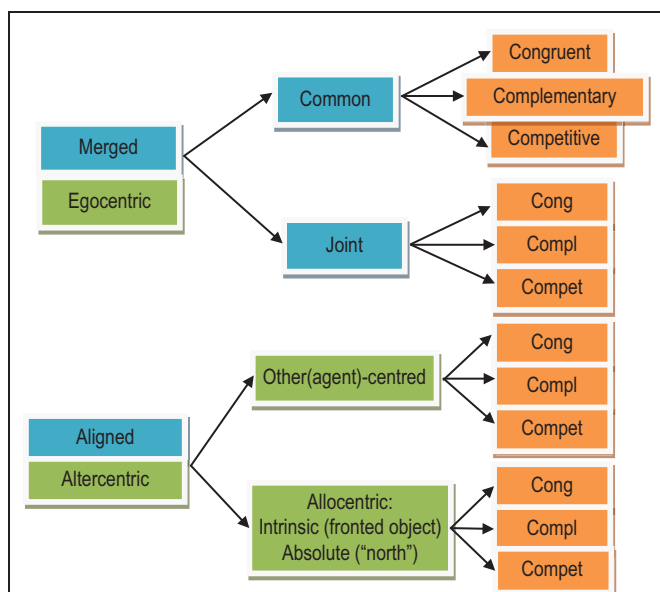 Merged
Egocentric
Common
Congruent
Complementary
Competitive
Joint
Cong
Compl
Compet
Aligned
Altercentric
Other(agent)-centred
Cong
Compl
Compet
Allocentric:
Intrinsic (fronted object)
Absolute (“north”)
Cong
Compl
Compet